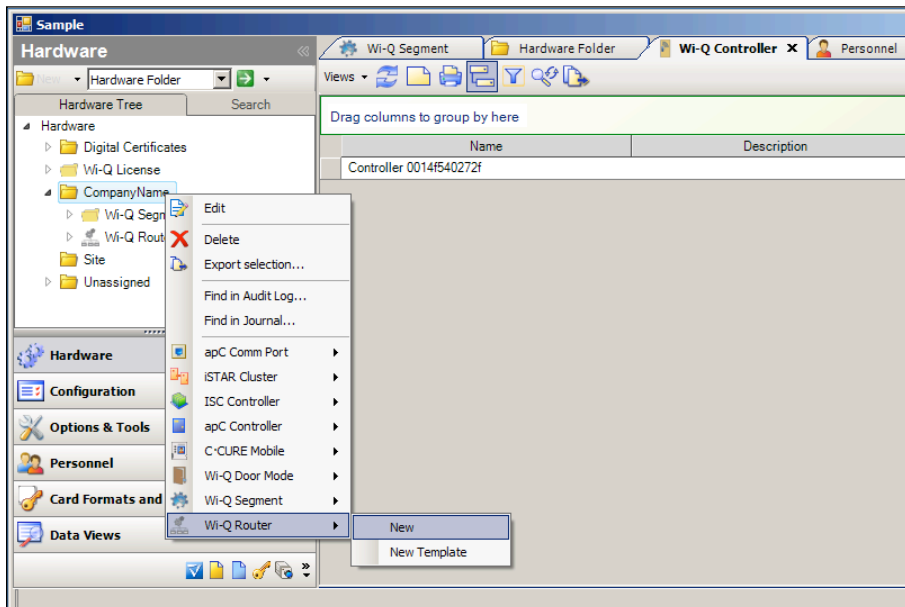 Sample
Hardware
New
Hardware Folder
Hardware Tree
Search
Hardware
Digital Certificates
Wi-Q License
CompanyName
Wi-Q Segm
Wi-Q Route
Site
Unassigned
Hardware
Configuration
Options & Tools
Personnel
Card Formats and
Data Views
Wi-Q Segment
Hardware Folder
Wi-Q Controller
Personnel
Views
Drag columns to group by here
Name
Description
Controller 0014f540272f
Edit
Delete
Export selection...
Find in Audit Log...
Find in Journal...
apC Comm Port
iSTAR Cluster
ISC Controller
apC Controller
C•CURE Mobile
Wi-Q Door Mode
Wi-Q Segment
Wi-Q Router
New
New Template